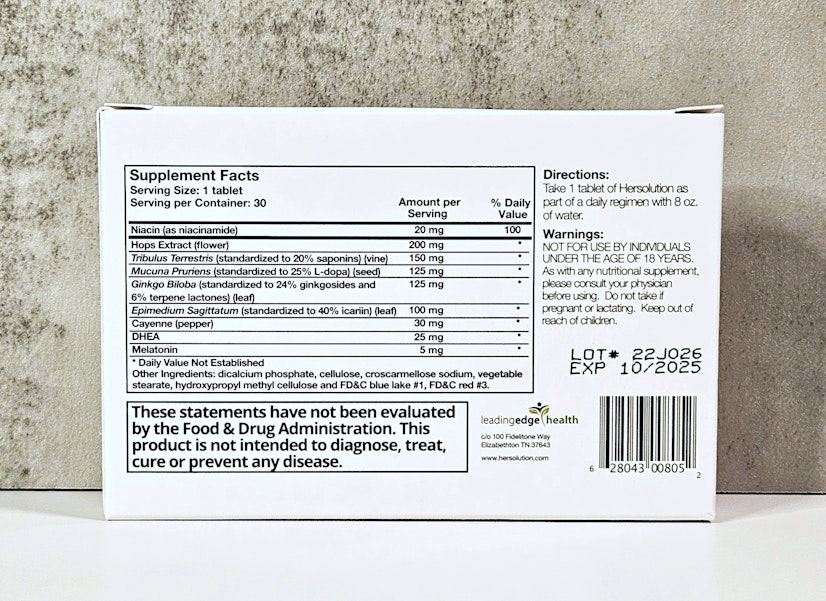 Supplement Facts
Serving Size: 1 tablet
Serving per Container: 30
Amount per Serving
% Daily Value
Niacin (as niacinamide) 20 mg 100
Hops Extract (flower) 200 mg *
Tribulus Terrestris (standardized to 20% saponins) (vine) 150 mg *
Mucuna Pruriens (standardized to 25% L-dopa) (seed) 125 mg *
Ginkgo Biloba (standardized to 24% ginkgosides and 125 mg *
6% terpene lactones) (leaf)
Epimedium Sagittatum (standardized to 40% icariin) (leaf) 100 mg *
Cayenne (pepper) 30 mg *
DHEA 25 mg *
Melatonin 5 mg *
* Daily Value Not Established
Other Ingredients: dicalcium phosphate, cellulose, croscarmellose sodium, vegetable
stearate, hydroxypropyl methyl cellulose and FD&C blue lake #1, FD&C red #3.
These statements have not been evaluated
by the Food & Drug Administration. This
product is not intended to diagnose, treat,
cure or prevent any disease.
Directions:
Take 1 tablet of Hersolution as
part of a daily regimen with 8 oz.
of water.
Warnings:
NOT FOR USE BY INDIVIDUALS
UNDER THE AGE OF 18 YEARS.
As with any nutritional supplement,
please consult your physician
before using. Do not take if
pregnant or lactating. Keep out of
reach of children.
LOT# 22J026
EXP 10/2025
leadingedge health
c/o 100 Fidelitone Way
Elizabethton TN 37643
www.hersolution.com
6 28043 00805 2